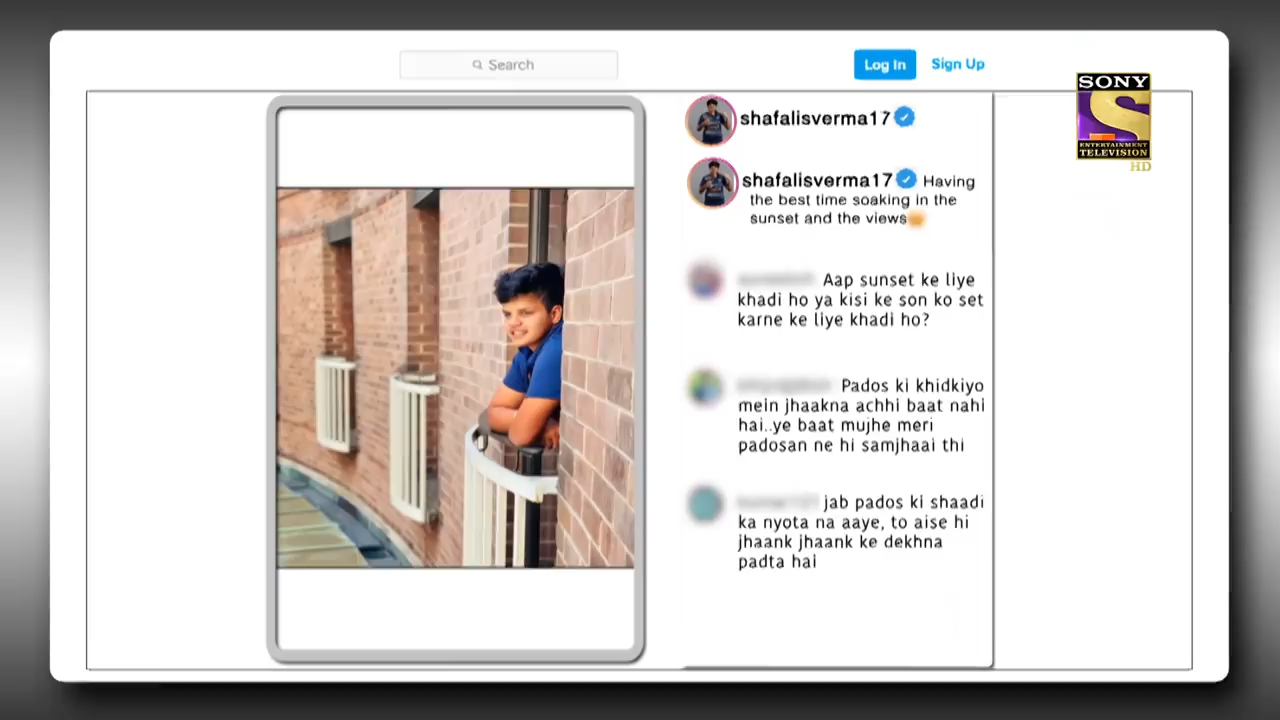 Search
Log In
Sign Up
SONY
ENTERTAINMENT
TELEVISION
HD
shafalisverma17
shafalisverma17 Having
the best time soaking in the
sunset and the views
Aap sunset ke liye
khadi ho ya kisi ke son ko set
karne ke liye khadi ho?
Pados ki khidkiyo
mein jhaakna achhi baat nahi
hai..ye baat mujhe meri
padosan ne hi samjhaai thi
jab pados ki shaadi
ka nyota na aaye, to aise hi
jhaank jhaank ke dekhna
padta hai